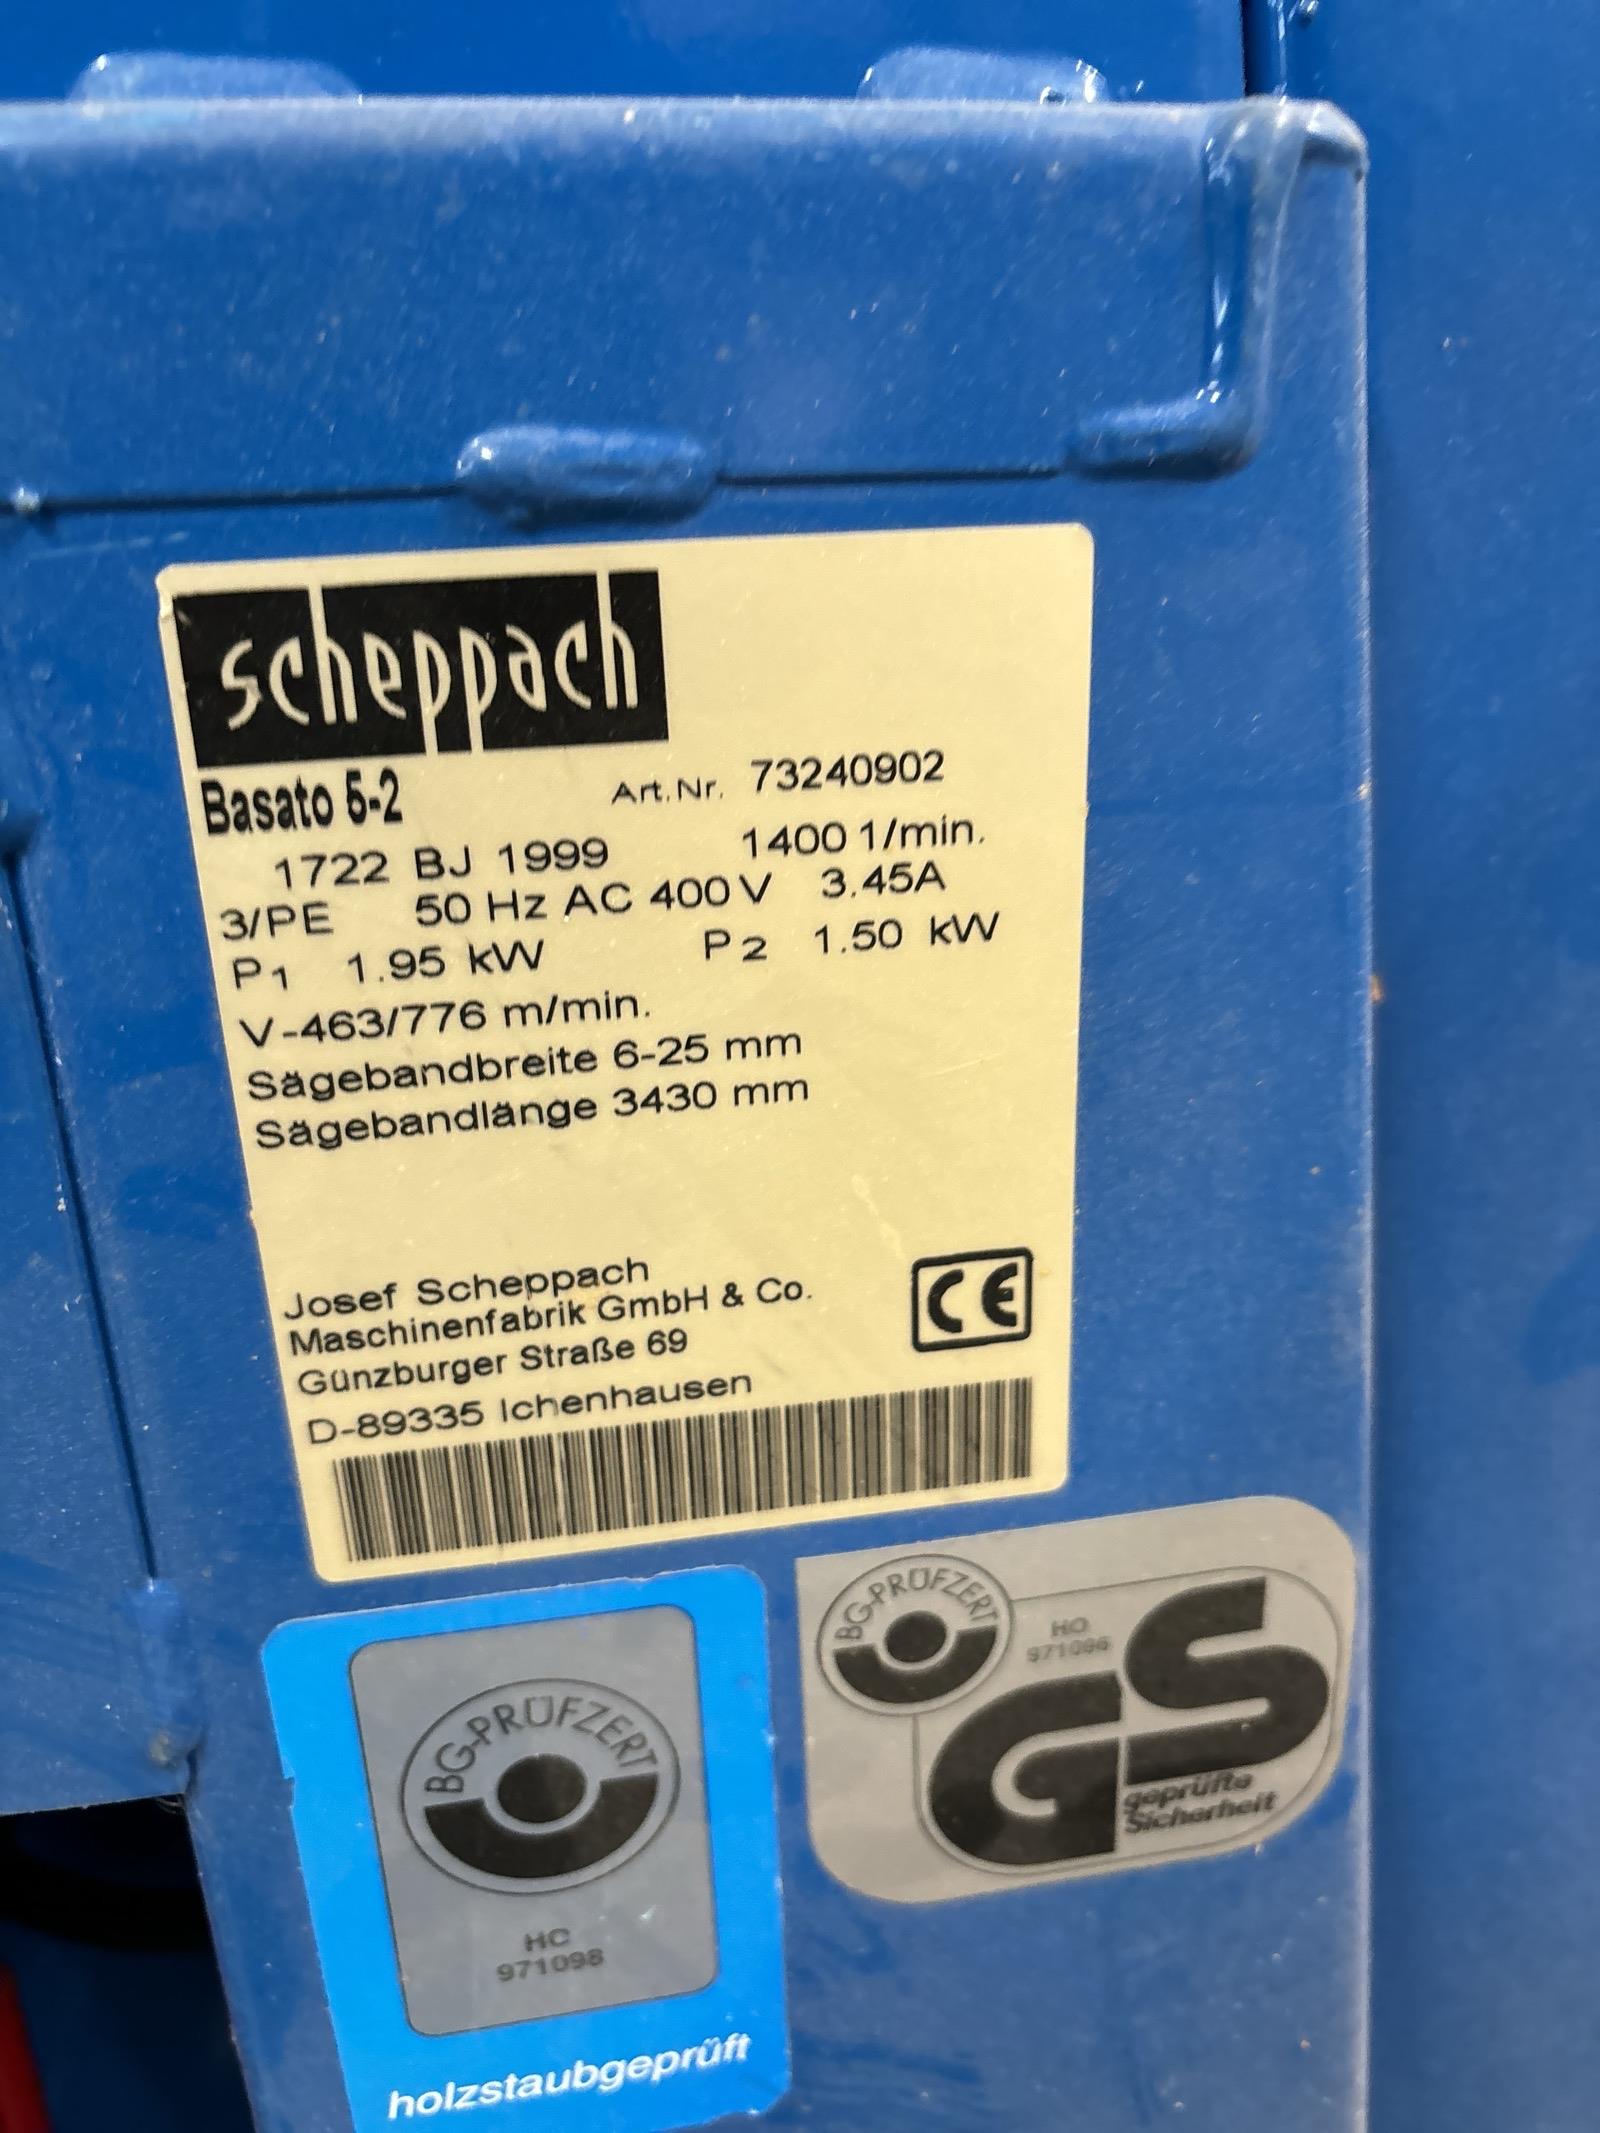 scheppach
Basato 5-2 Art.Nr. 73240902
1722 BJ 1999 1400 1/min.
3/PE 50 Hz AC 400 V 3.45A
P1 1.95 kW P2 1.50 kW
V-463/776 m/min.
Sägebandbreite 6-25 mm
Sägebandlänge 3430 mm
Josef Scheppach
Maschinenfabrik GmbH & Co.
Günzburger Straße 69
D-89335 Ichenhausen
CE
BG-PRÜFZERT
HO
971096
GS
geprüfte
Sicherheit
BG-PRÜFZERT
HO
971098
holzstaubgeprüft